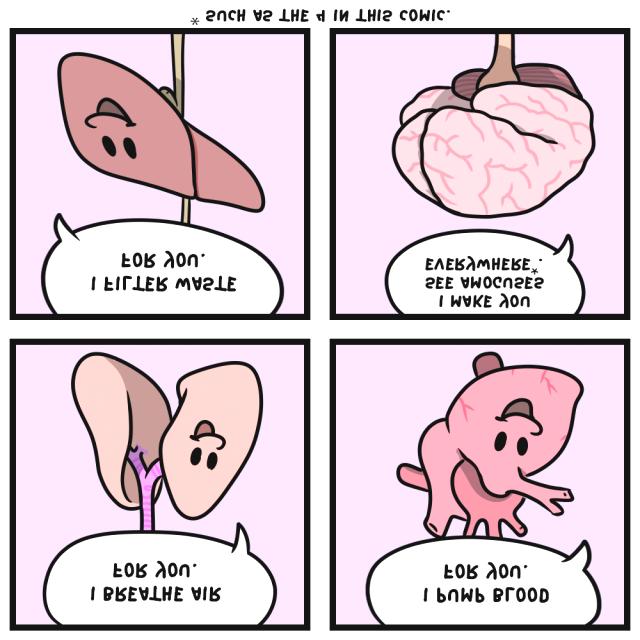 I BREATHE AIR
FOR YOU.
I PUMP BLOOD
FOR YOU.
I FILTER WASTE
FOR YOU.
I MAKE YOU
SEE AMOGUSES
EVERYWHERE*.
* SUCH AS THE 4 IN THIS COMIC.